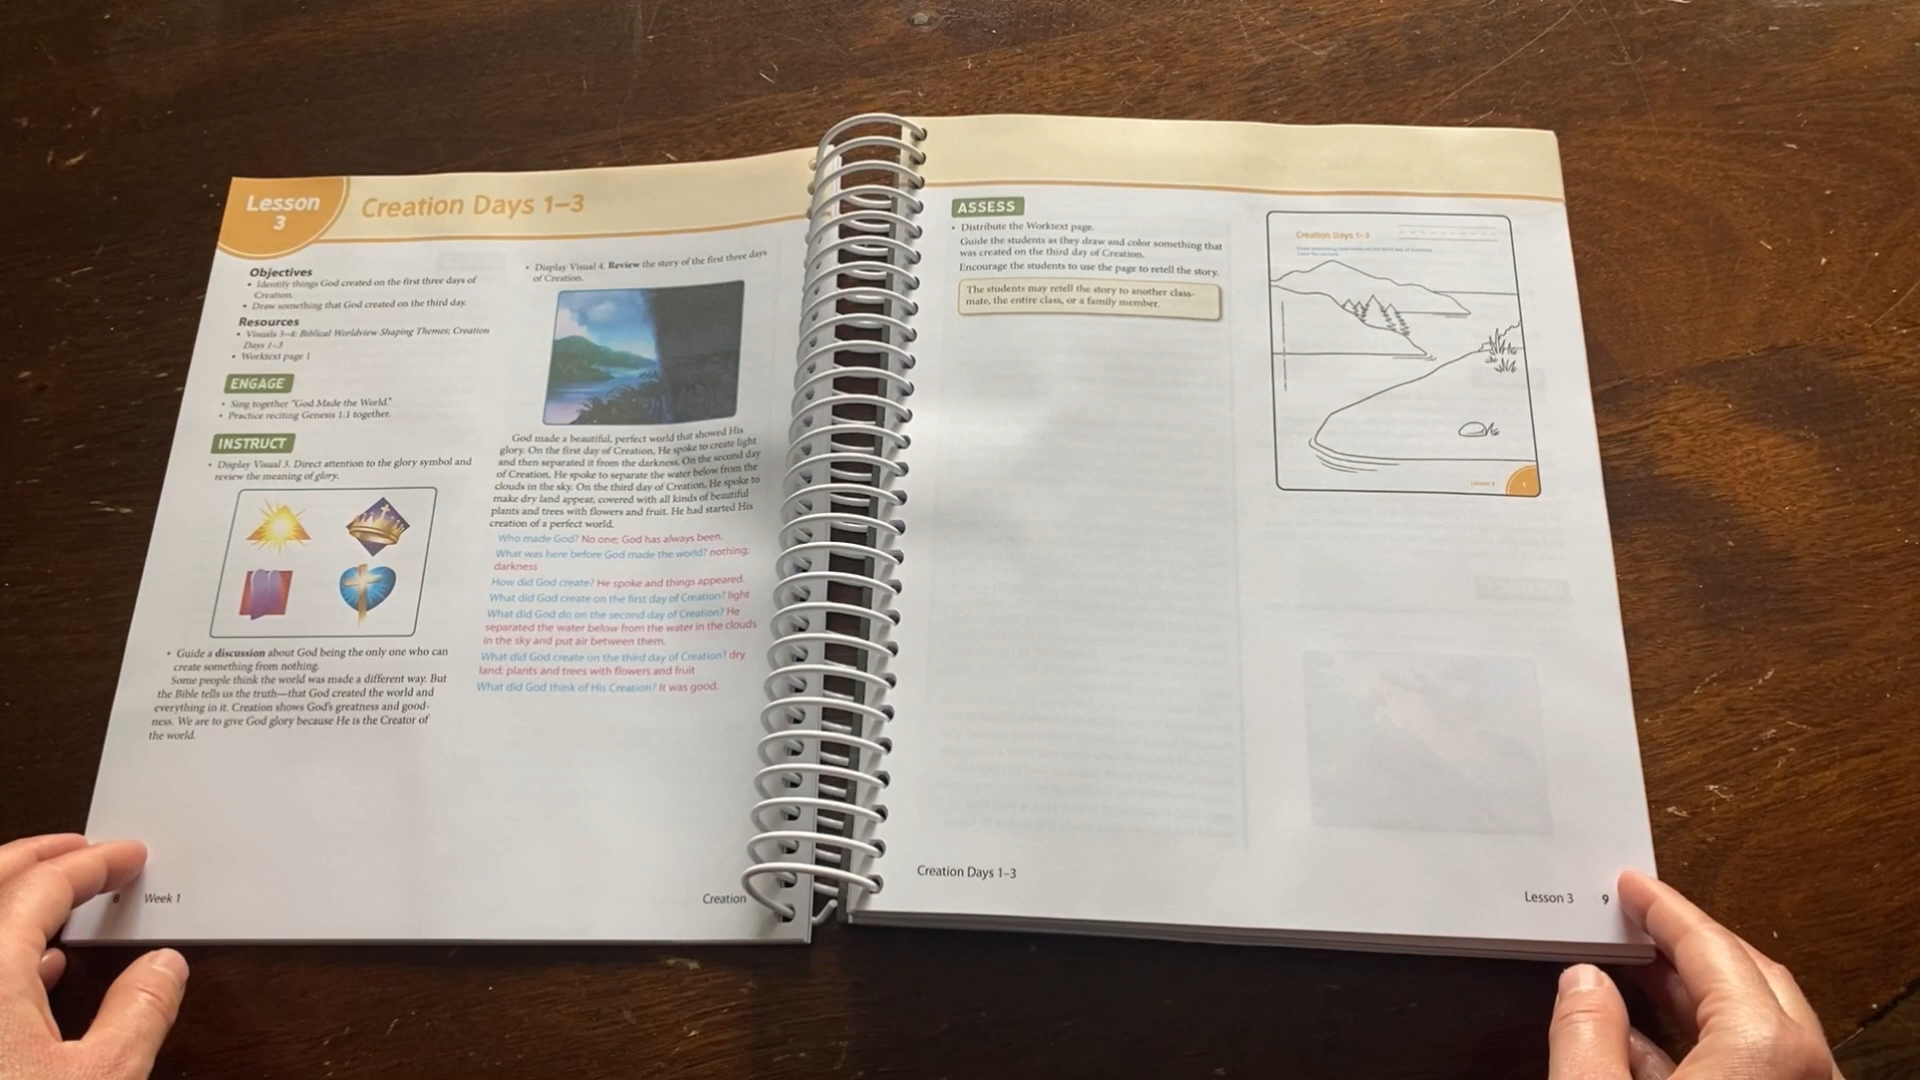 Lesson
3
Creation Days 1–3
Objectives
• Identify things God created on the first three days of
Creation.
• Draw something that God created on the third day.
Resources
• Visuals 3–4: Biblical Worldview Shaping Themes; Creation
Days 1–3
• Worktext page 1
ENGAGE
• Sing together "God Made the World."
• Practice reciting Genesis 1:1 together.
INSTRUCT
• Display Visual 3. Direct attention to the glory symbol and
review the meaning of glory.
• Guide a discussion about God being the only one who can
create something from nothing.
Some people think the world was made a different way. But
the Bible tells us the truth—that God created the world and
everything in it. Creation shows God's greatness and good-
ness. We are to give God glory because He is the Creator of
the world.
• Display Visual 4. Review the story of the first three days
of Creation.
God made a beautiful, perfect world that showed His
glory. On the first day of Creation, He spoke to create light
and then separated it from the darkness. On the second day
of Creation, He spoke to separate the water below from the
clouds in the sky. On the third day of Creation, He spoke to
make dry land appear, covered with all kinds of beautiful
plants and trees with flowers and fruit. He had started His
creation of a perfect world.
Who made God? No one; God has always been.
What was here before God made the world? nothing;
darkness
How did God create? He spoke and things appeared.
What did God create on the first day of Creation? light
What did God do on the second day of Creation? He
separated the water below from the water in the clouds
in the sky and put air between them.
What did God create on the third day of Creation? dry
land; plants and trees with flowers and fruit
What did God think of His Creation? It was good.
8
Week 1
Creation
ASSESS
• Distribute the Worktext page.
Guide the students as they draw and color something that
was created on the third day of Creation.
Encourage the students to use the page to retell the story.
The students may retell the story to another class-
mate, the entire class, or a family member.
Creation Days 1–3
Lesson 3
1
Creation Days 1–3
Lesson 3
9